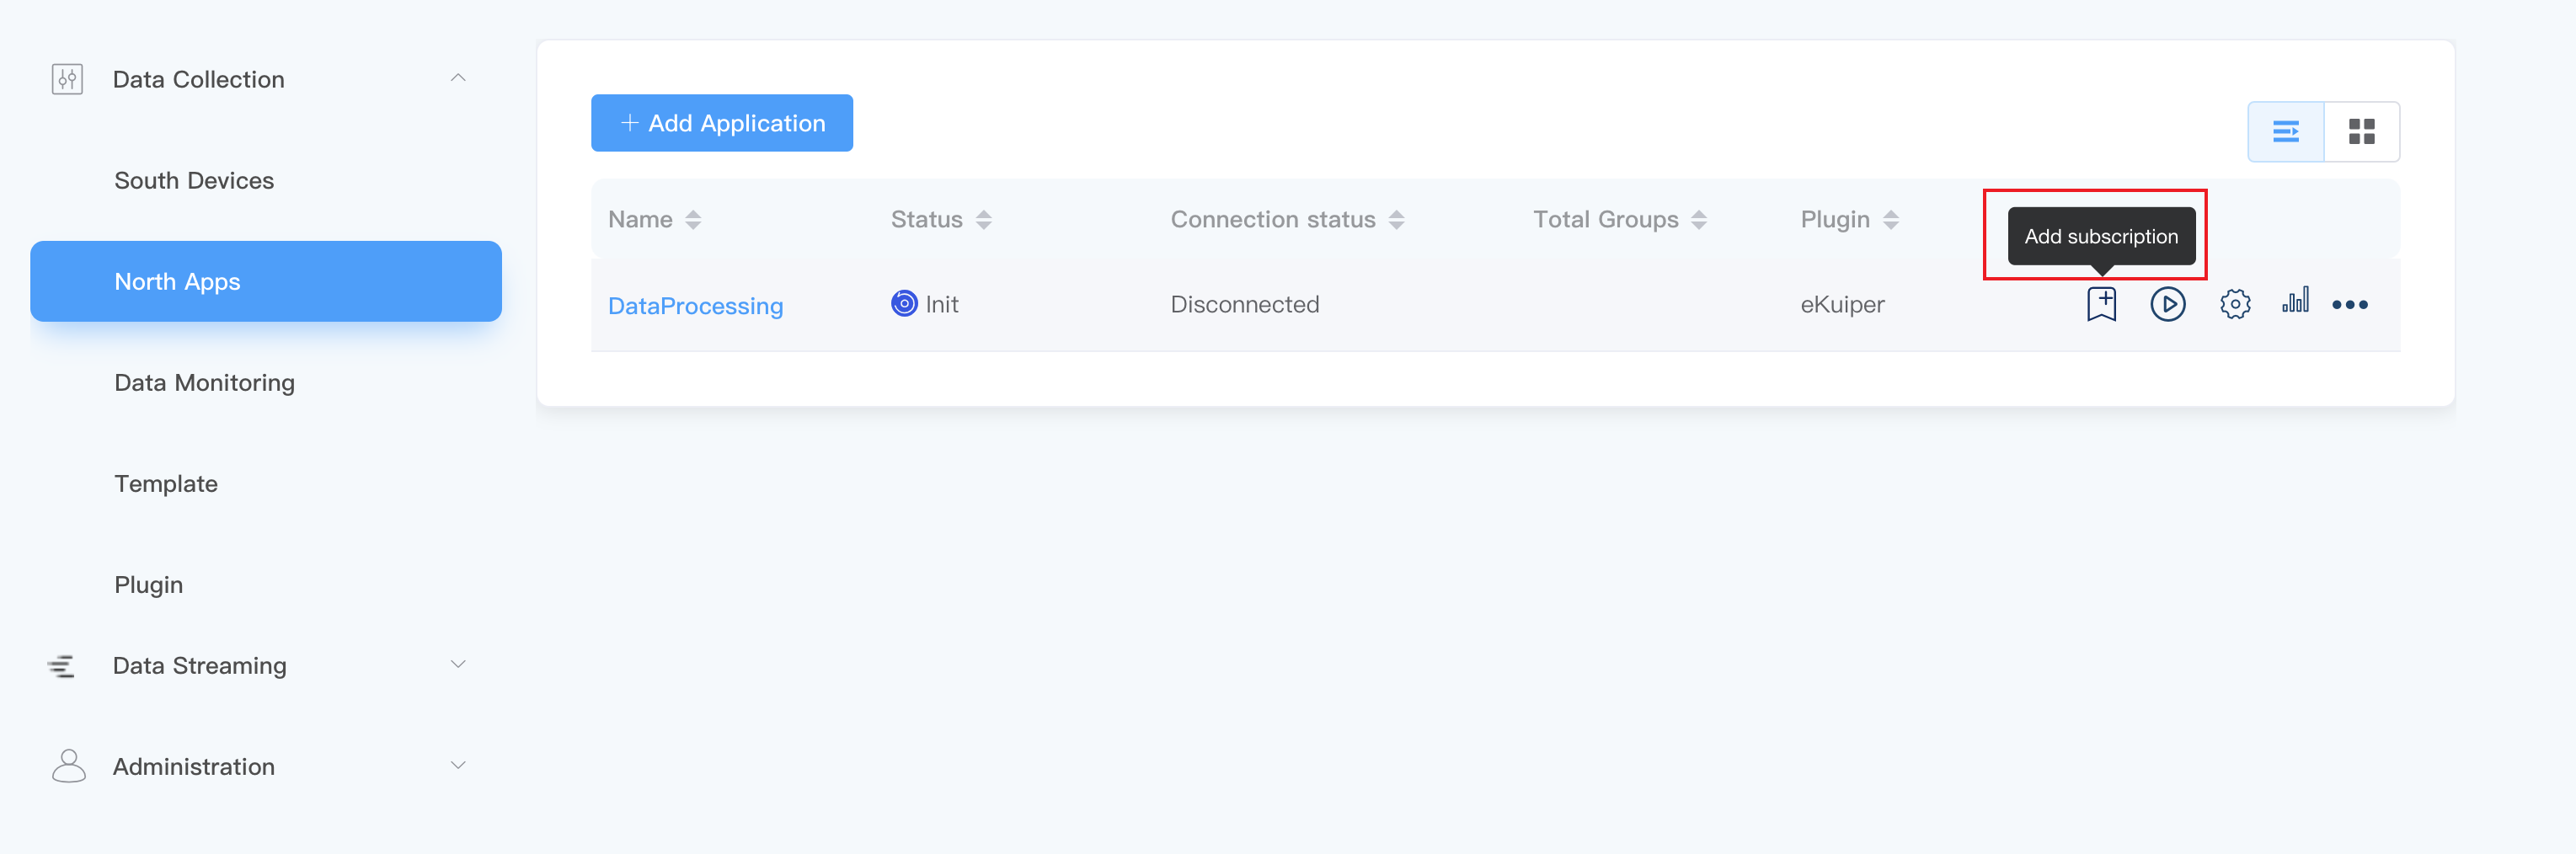 Data Collection
South Devices
North Apps
Data Monitoring
Template
Plugin
Data Streaming
Administration
+ Add Application
Name Status Connection status Total Groups Plugin
Add subscription
DataProcessing Init Disconnected eKuiper